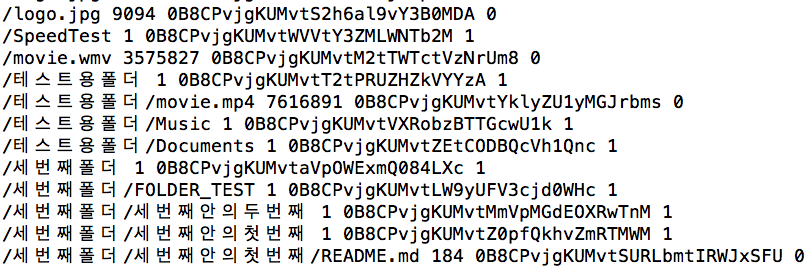 /logo.jpg 9094 0B8CPvjgKUMvtS2h6al9vY3B0MDA 0
/SpeedTest 1 0B8CPvjgKUMvtWVVtY3ZMLWNTb2M 1
/movie.wmv 3575827 0B8CPvjgKUMvtM2tTWTctVzNrUm8 0
/테스트용폴더 1 0B8CPvjgKUMvtT2tPRUZHZkVYYzA 1
/테스트용폴더/movie.mp4 7616891 0B8CPvjgKUMvtYklyZU1yMGJrbms 0
/테스트용폴더/Music 1 0B8CPvjgKUMvtVXRobzBTTGcwU1k 1
/테스트용폴더/Documents 1 0B8CPvjgKUMvtZEtCODBQcVh1Qnc 1
/세번째폴더 1 0B8CPvjgKUMvtaVpOWExmQ084LXc 1
/세번째폴더/FOLDER_TEST 1 0B8CPvjgKUMvtLW9yUFV3cjd0WHc 1
/세번째폴더/세번째안의두번째 1 0B8CPvjgKUMvtMmVpMGdEOXRwTnM 1
/세번째폴더/세번째안의첫번째 1 0B8CPvjgKUMvtZ0pfQkhvZmRTMWM 1
/세번째폴더/세번째안의첫번째/README.md 184 0B8CPvjgKUMvtSURLbmtIRWJxSFU 0